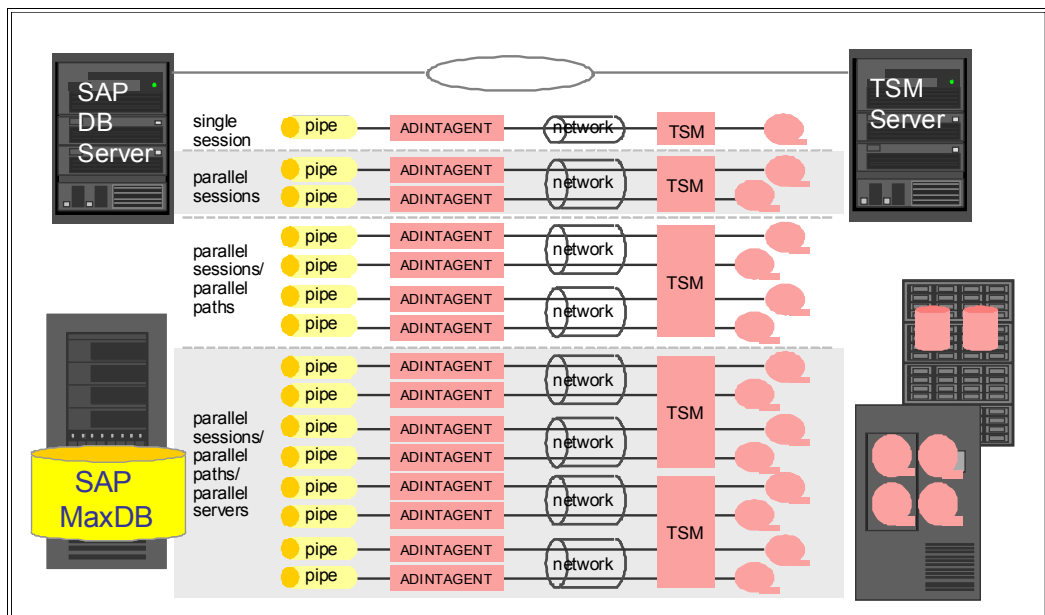 SAP
DB
Server
TSM
Server
single
session
pipe ADINTAGENT network TSM
parallel
sessions
pipe ADINTAGENT
network
TSM
pipe ADINTAGENT
parallel
sessions/
parallel
paths
pipe ADINTAGENT
network
pipe ADINTAGENT
TSM
pipe ADINTAGENT
network
pipe ADINTAGENT
parallel
sessions/
parallel
paths/
parallel
servers
pipe ADINTAGENT
network
pipe ADINTAGENT
TSM
pipe ADINTAGENT
network
pipe ADINTAGENT
pipe ADINTAGENT
network
pipe ADINTAGENT
TSM
pipe ADINTAGENT
network
pipe ADINTAGENT
SAP
MaxDB